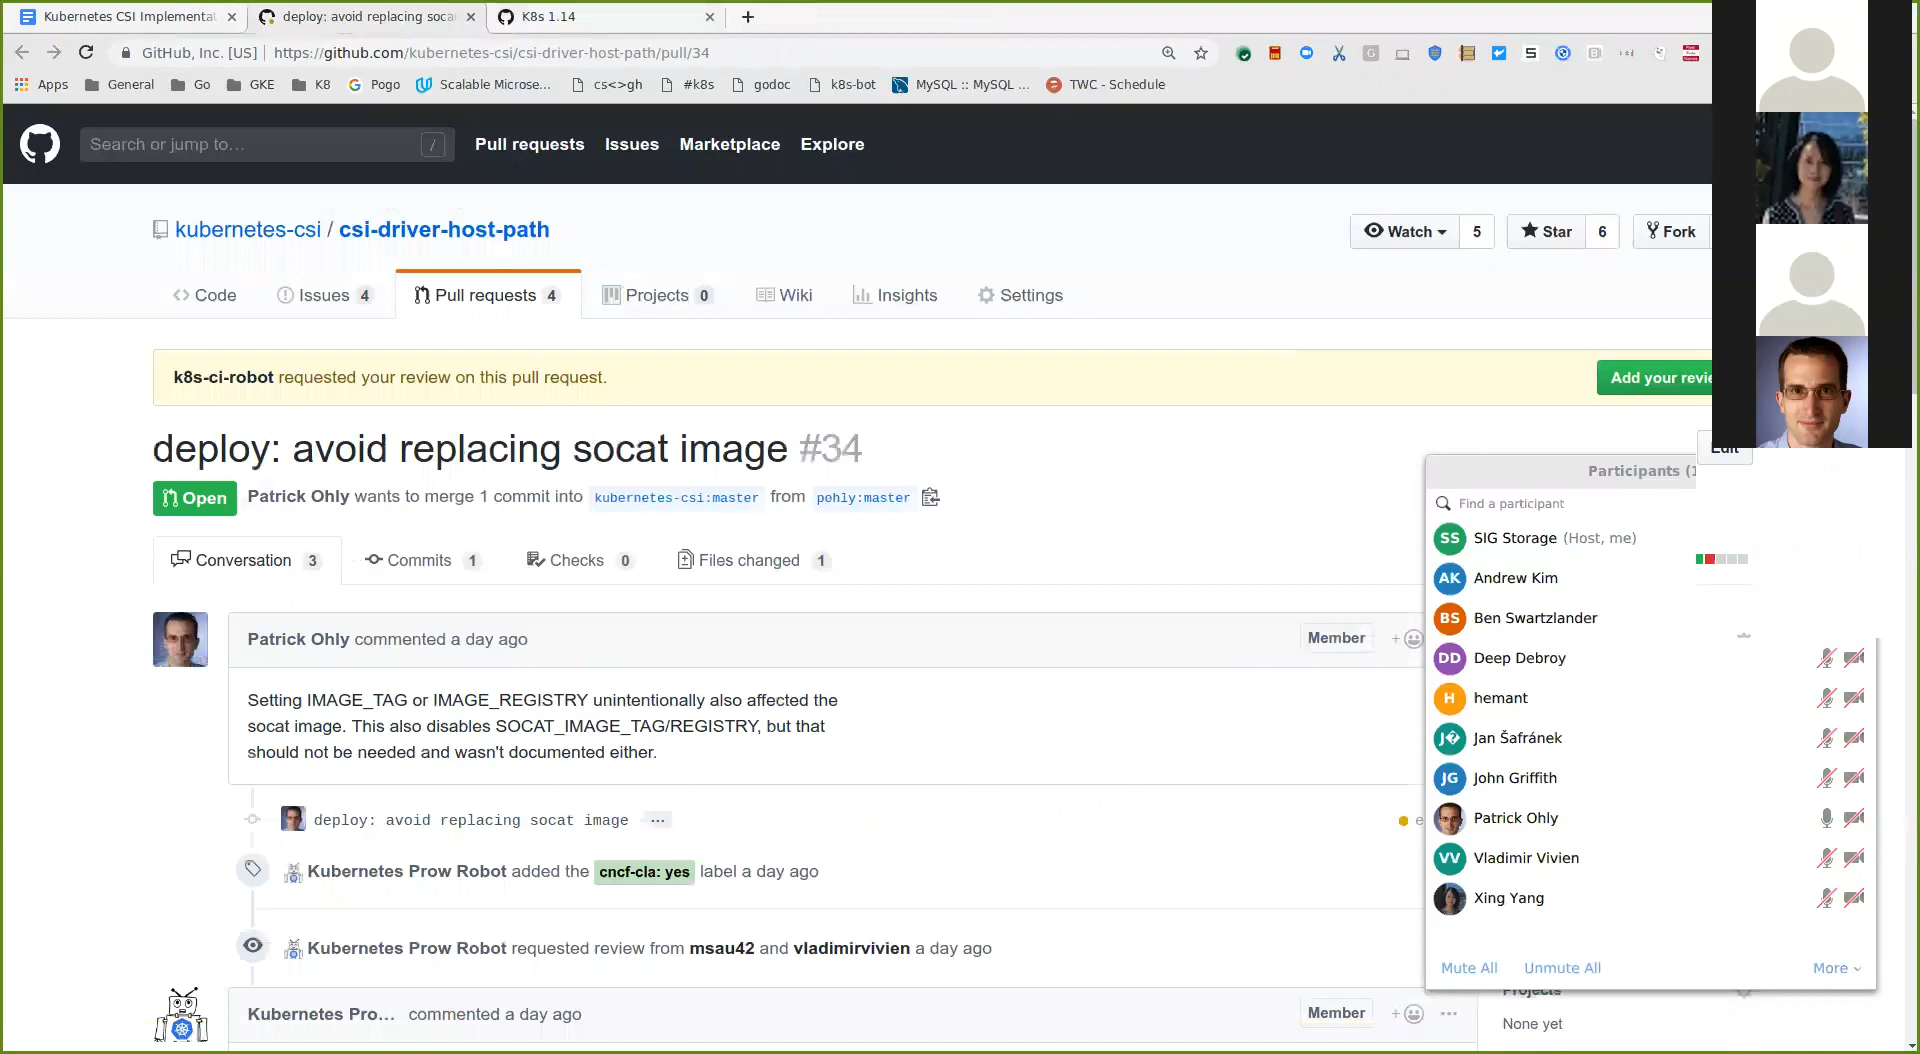 Kubernetes CSI Implementat
deploy: avoid replacing soca
K8s 1.14
GitHub, Inc. [US] https://github.com/kubernetes-csi/csi-driver-host-path/pull/34
Apps General Go GKE K8 Pogo Scalable Microse... cs<>gh #k8s godoc k8s-bot MySQL :: MySQL ... TWC - Schedule
Search or jump to... / Pull requests Issues Marketplace Explore
kubernetes-csi / csi-driver-host-path Watch 5 Star 6 Fork
Code Issues 4 Pull requests 4 Projects 0 Wiki Insights Settings
k8s-ci-robot requested your review on this pull request. Add your revie
deploy: avoid replacing socat image #34
Edit
Open Patrick Ohly wants to merge 1 commit into kubernetes-csi:master from pohly:master
Conversation 3 Commits 1 Checks 0 Files changed 1
Patrick Ohly commented a day ago Member
Setting IMAGE_TAG or IMAGE_REGISTRY unintentionally also affected the
socat image. This also disables SOCAT_IMAGE_TAG/REGISTRY, but that
should not be needed and wasn't documented either.
deploy: avoid replacing socat image ...
Kubernetes Prow Robot added the cncf-cla: yes label a day ago
Kubernetes Prow Robot requested review from msau42 and vladimirvivien a day ago
Kubernetes Pro... commented a day ago Member
Participants (1
Find a participant
SS SIG Storage (Host, me)
AK Andrew Kim
BS Ben Swartzlander
DD Deep Debroy
H hemant
J� Jan Šafránek
JG John Griffith
Patrick Ohly
VV Vladimir Vivien
Xing Yang
Mute All Unmute All More
Projects
None yet